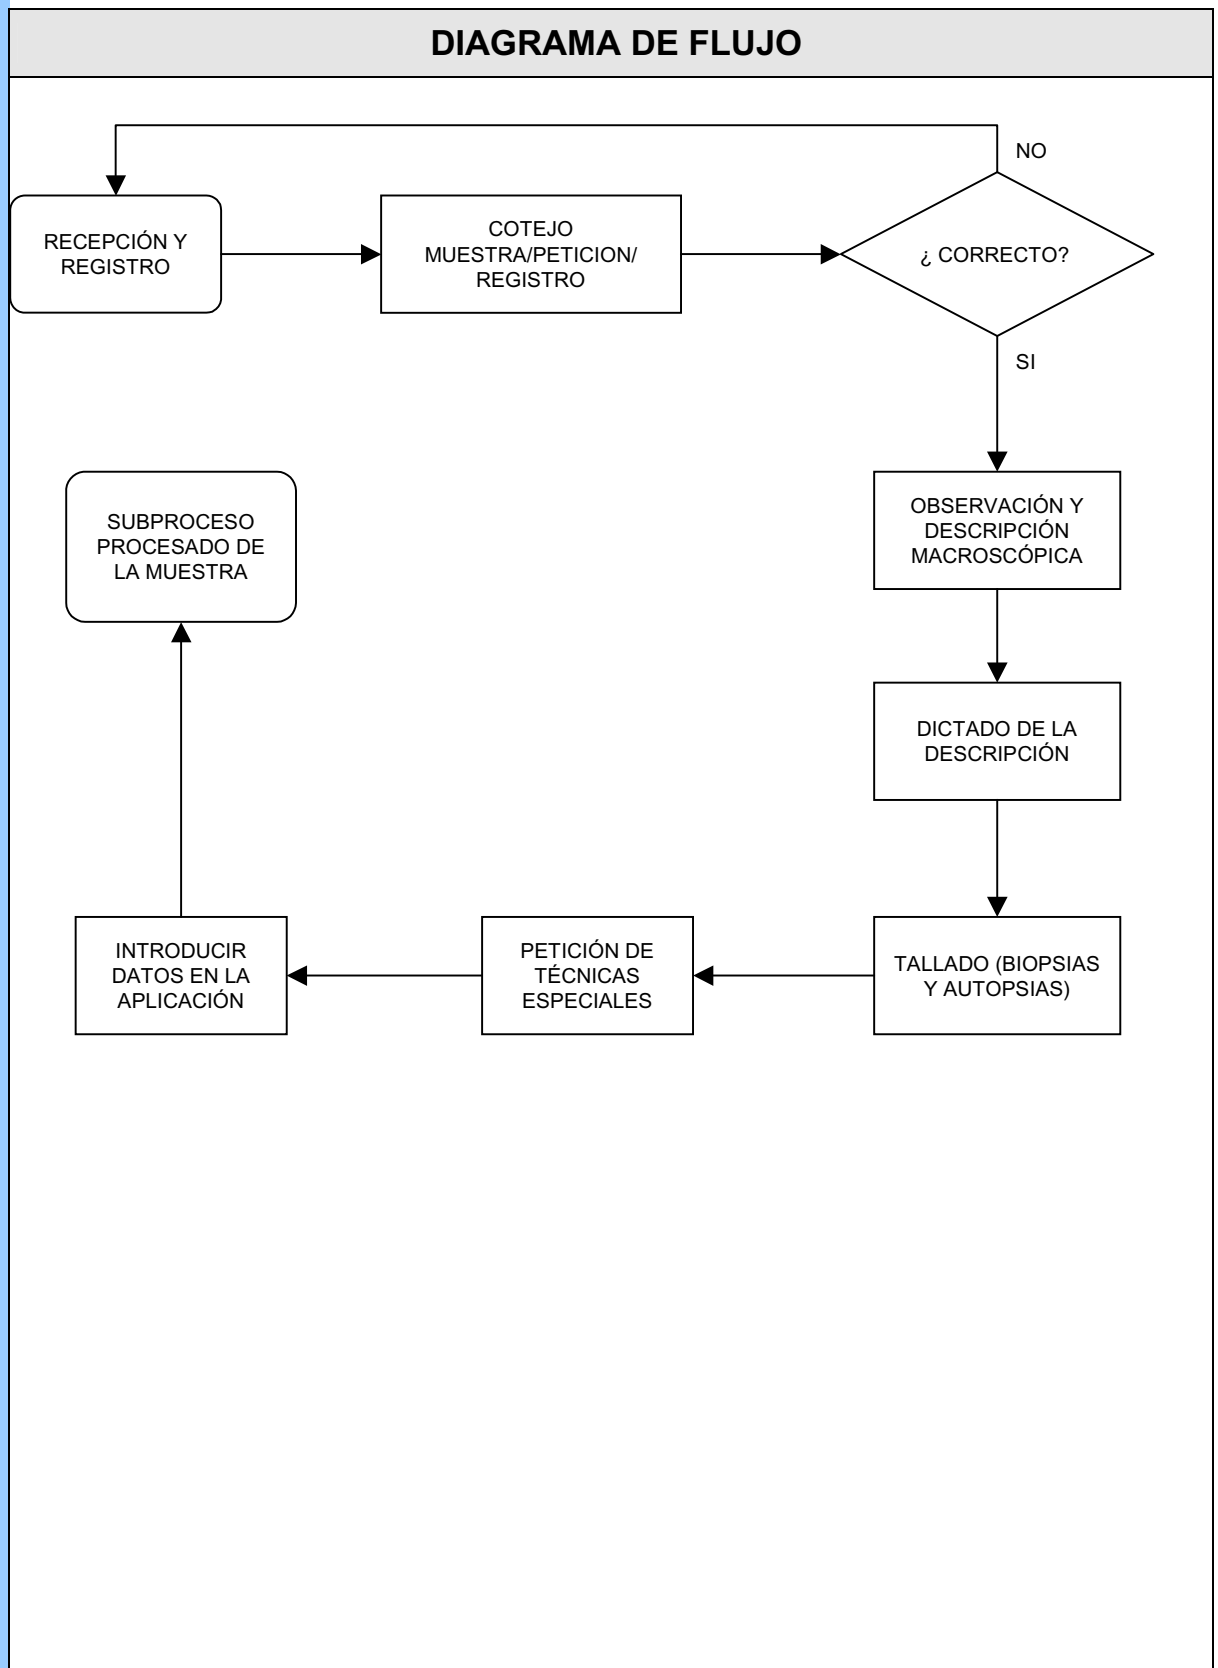 DIAGRAMA DE FLUJO
NO
RECEPCIÓN Y
REGISTRO
COTEJO
MUESTRA/PETICION/
REGISTRO
¿ CORRECTO?
SI
OBSERVACIÓN Y
DESCRIPCIÓN
MACROSCÓPICA
DICTADO DE LA
DESCRIPCIÓN
TALLADO (BIOPSIAS
Y AUTOPSIAS)
PETICIÓN DE
TÉCNICAS
ESPECIALES
INTRODUCIR
DATOS EN LA
APLICACIÓN
SUBPROCESO
PROCESADO DE
LA MUESTRA